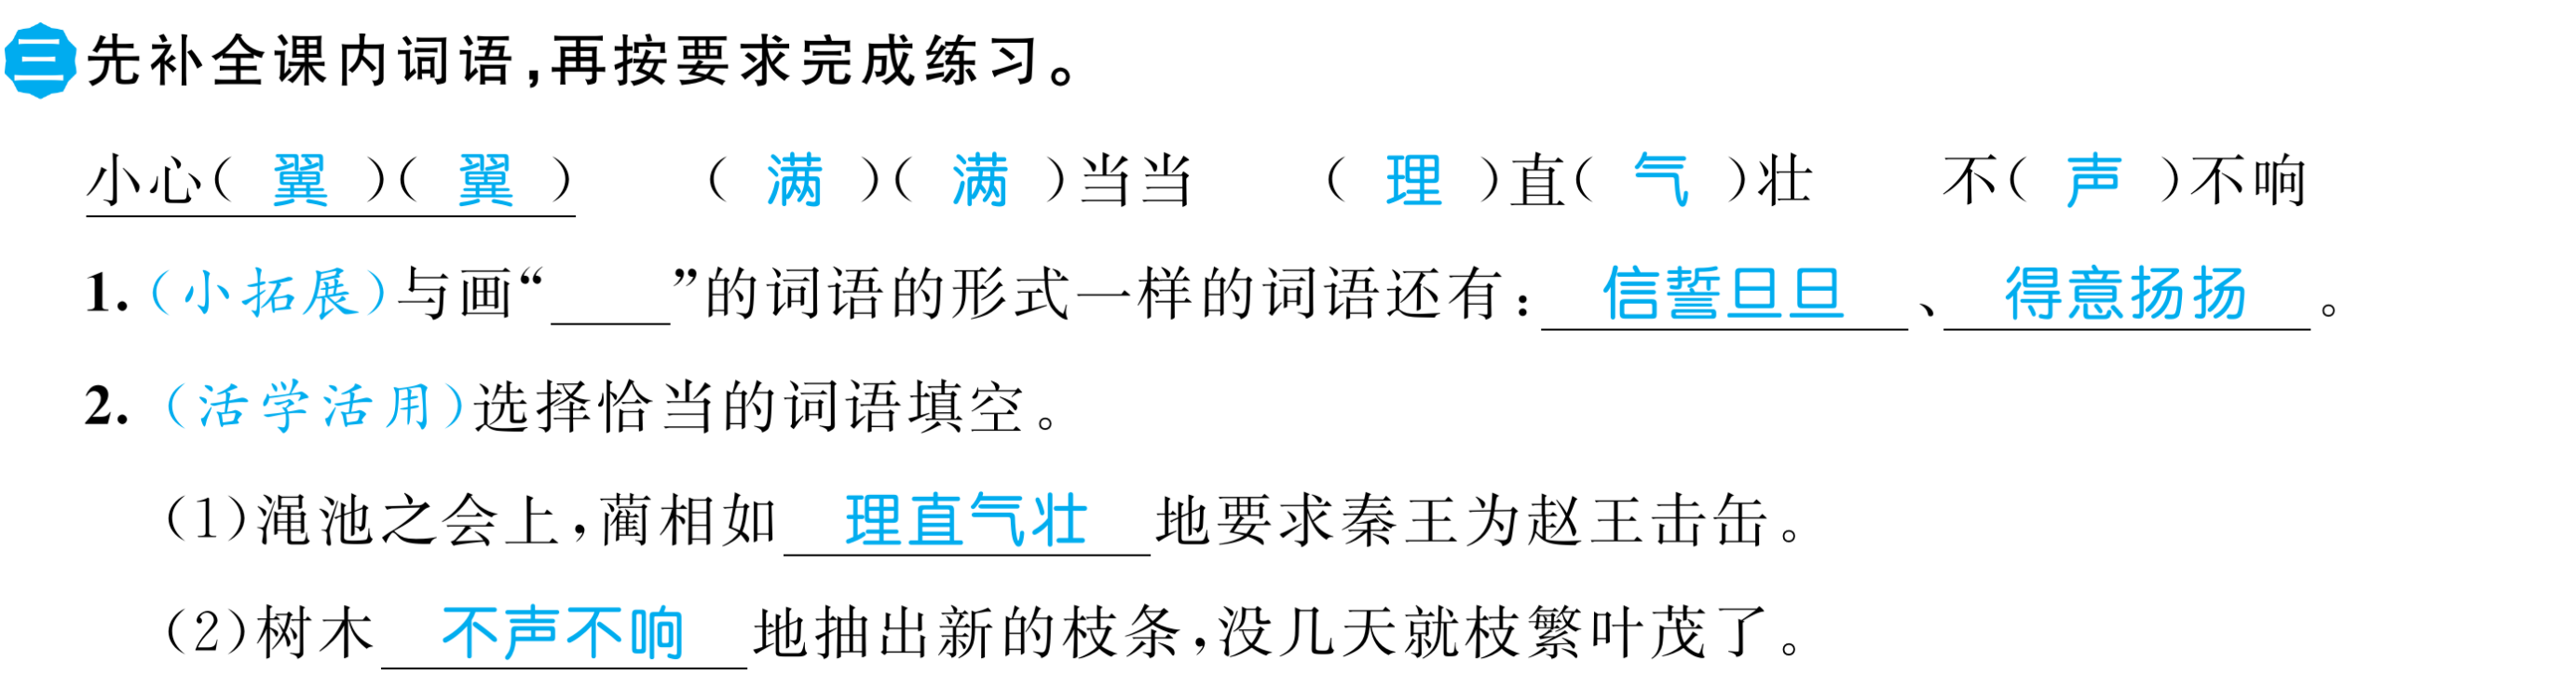 三 先补全课内词语,再按要求完成练习。
小心( 翼 )( 翼 ) ( 满 )( 满 )当当 ( 理 )直( 气 )壮 不( 声 )不响
1.(小拓展)与画“____”的词语的形式一样的词语还有: 信誓旦旦 、 得意扬扬 。
2.(活学活用)选择恰当的词语填空。
(1)渑池之会上,蔺相如 理直气壮 地要求秦王为赵王击缶。
(2)树木 不声不响 地抽出新的枝条,没几天就枝繁叶茂了。